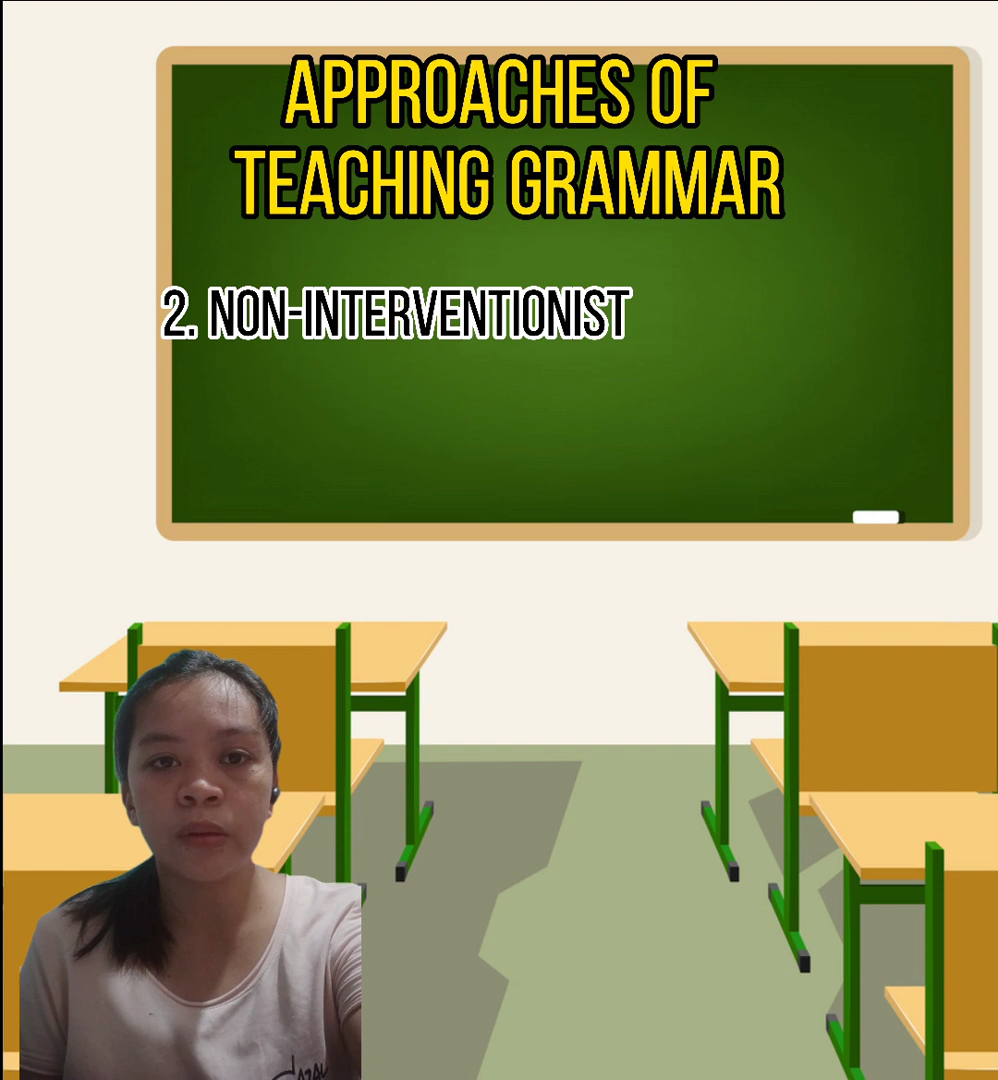 APPROACHES OF
TEACHING GRAMMAR
2. NON-INTERVENTIONIST